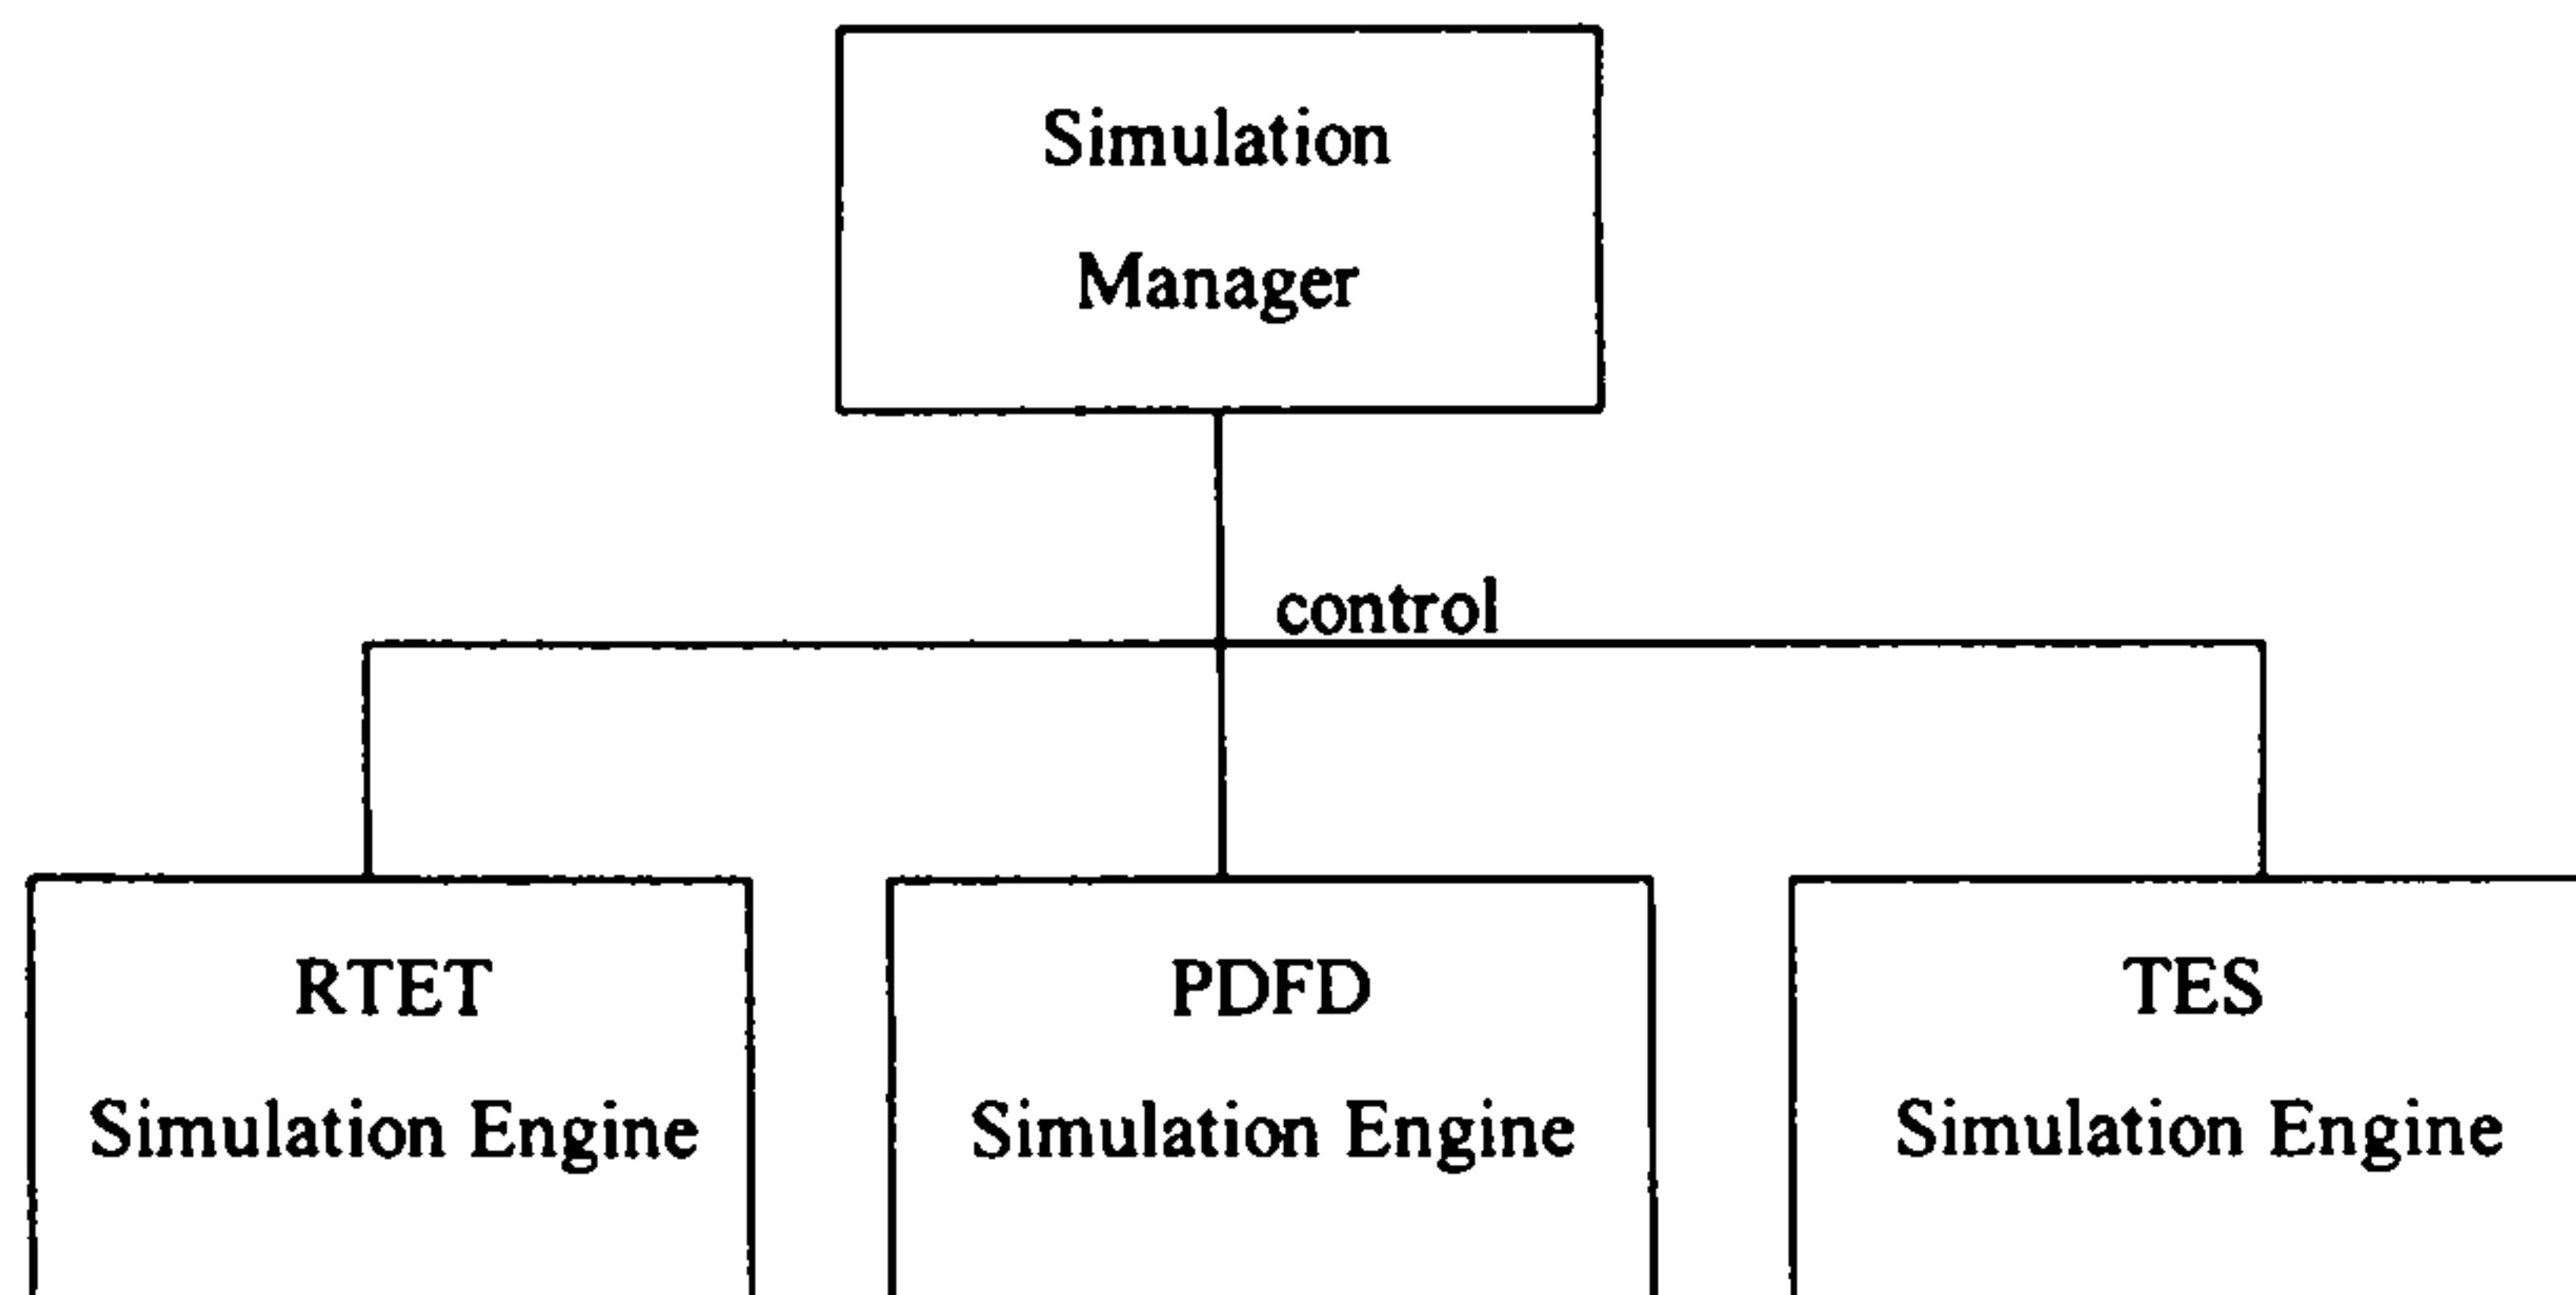 Simulation
Manager
control
RTET
Simulation Engine
PDFD
Simulation Engine
TES
Simulation Engine